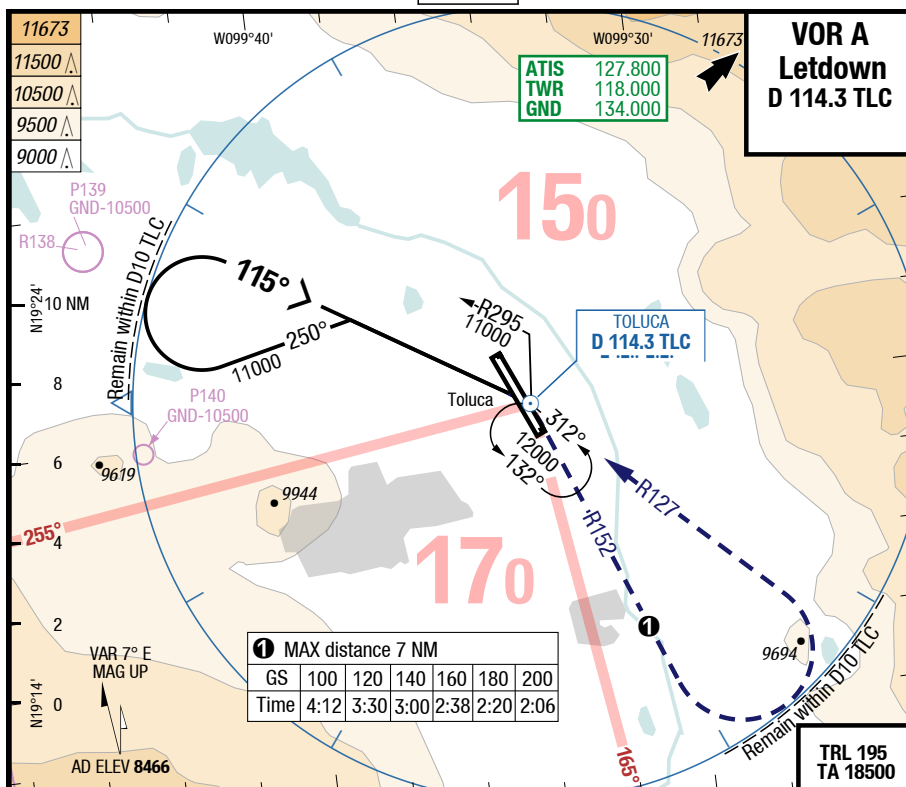 11673
11500
10500
9500
9000
W099°40'
W099°30'
11673
VOR A
Letdown
D 114.3 TLC
ATIS 127.800
TWR 118.000
GND 134.000
P139
GND-10500
R138
150
Remain within D10 TLC
115°
N19°24'
10 NM
R295
11000
TOLUCA
D 114.3 TLC
250°
11000
8
P140
GND-10500
Toluca
312°
12000
132°
6
9619
9944
R127
R152
255°
4
170
2
1
9694
1 MAX distance 7 NM
GS 100 120 140 160 180 200
Time 4:12 3:30 3:00 2:38 2:20 2:06
VAR 7° E
MAG UP
N19°14'
0
Remain within D10 TLC
165°
AD ELEV 8466
TRL 195
TA 18500